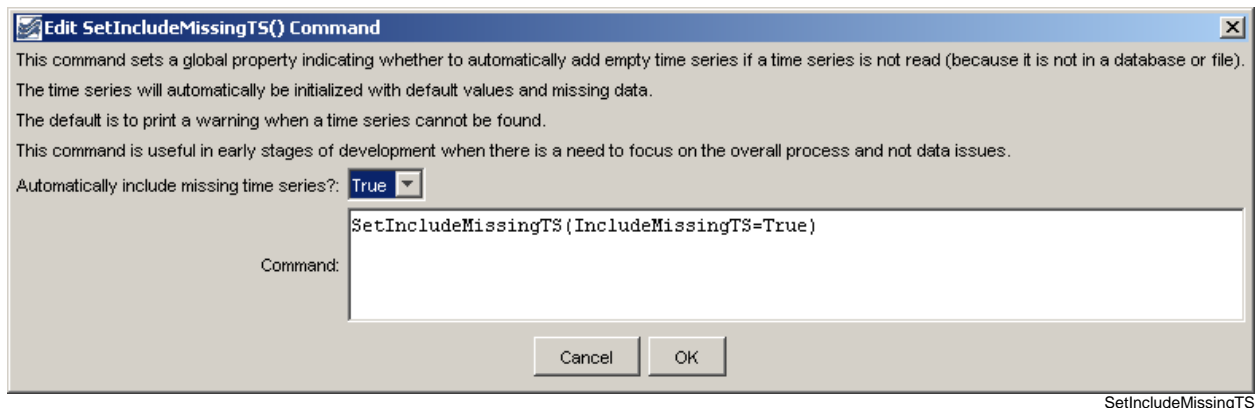 Edit SetIncludeMissingTS() Command
This command sets a global property indicating whether to automatically add empty time series if a time series is not read (because it is not in a database or file).
The time series will automatically be initialized with default values and missing data.
The default is to print a warning when a time series cannot be found.
This command is useful in early stages of development when there is a need to focus on the overall process and not data issues.
Automatically include missing time series?: True
SetIncludeMissingTS(IncludeMissingTS=True)
Command:
Cancel OK
SetIncludeMissingTS